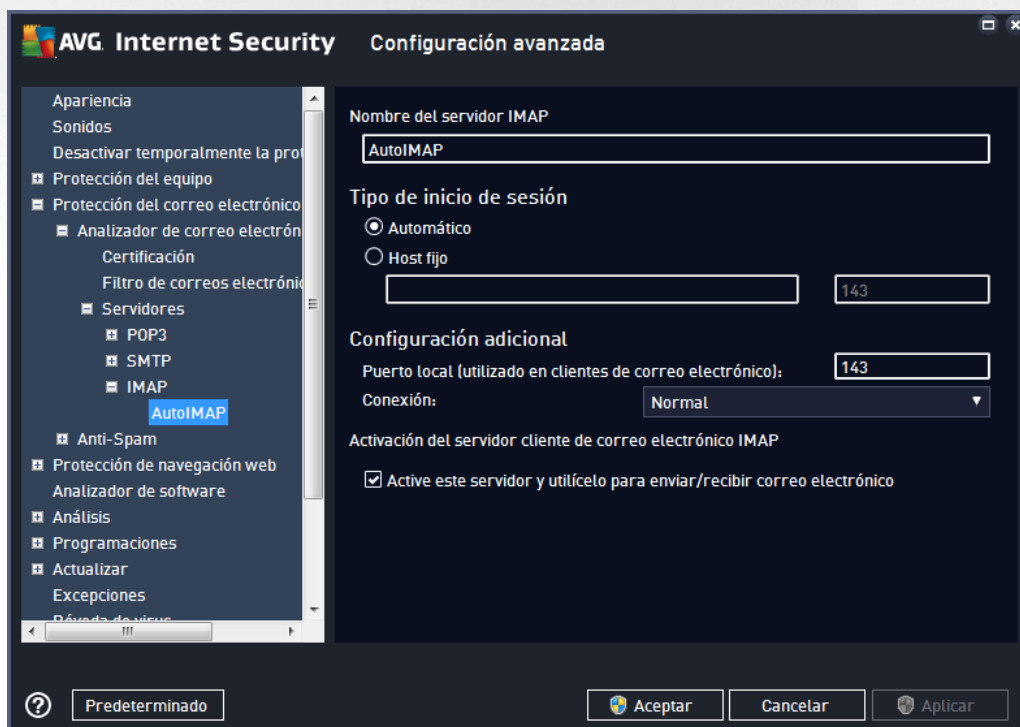 AVG. Internet Security Configuración avanzada
Apariencia
Sonidos
Desactivar temporalmente la prot
Protección del equipo
Protección del correo electrónico
Analizador de correo electrón
Certificación
Filtro de correos electrónic
Servidores
POP3
SMTP
IMAP
AutoIMAP
Anti-Spam
Protección de navegación web
Analizador de software
Análisis
Programaciones
Actualizar
Excepciones
Bóveda de virus
Nombre del servidor IMAP
AutoIMAP
Tipo de inicio de sesión
Automático
Host fijo
143
Configuración adicional
Puerto local (utilizado en clientes de correo electrónico): 143
Conexión: Normal
Activación del servidor cliente de correo electrónico IMAP
Active este servidor y utilícelo para enviar/recibir correo electrónico
? Predeterminado Aceptar Cancelar Aplicar